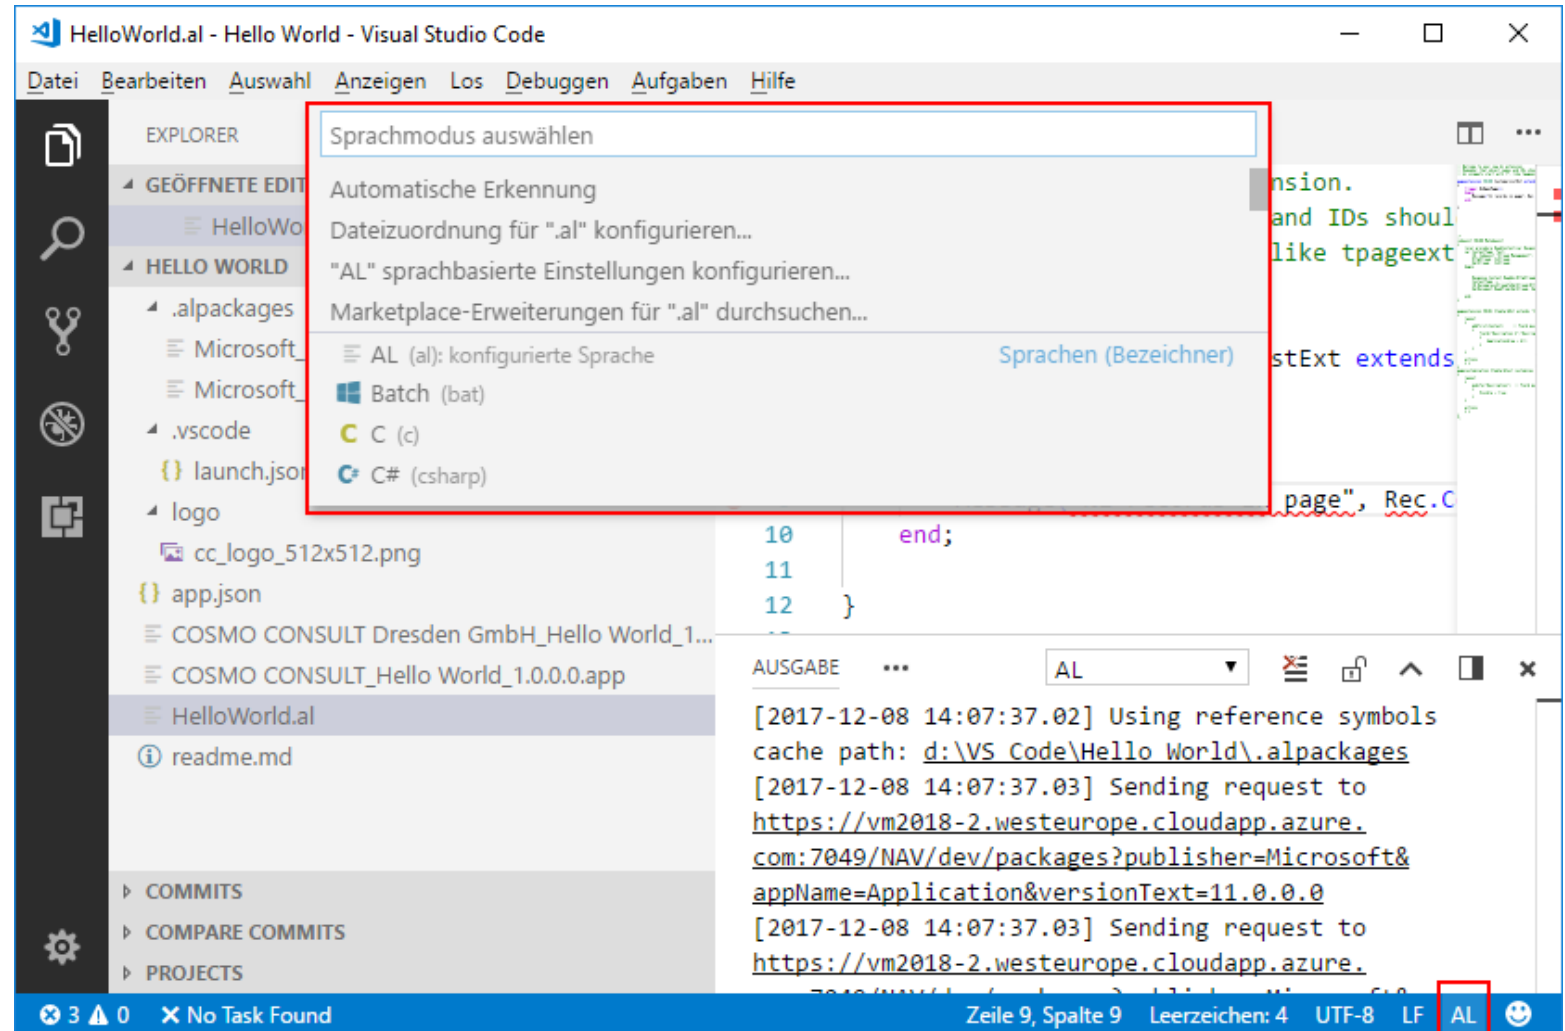 HelloWorld.al - Hello World - Visual Studio Code
Datei Bearbeiten Auswahl Anzeigen Los Debuggen Aufgaben Hilfe
EXPLORER
Sprachmodus auswählen
GEÖFFNETE EDIT
Automatische Erkennung
nsion.
HelloWo
Dateizuordnung für ".al" konfigurieren...
and IDs shoul
HELLO WORLD
"AL" sprachbasierte Einstellungen konfigurieren...
like tpageext
.alpackages
Marketplace-Erweiterungen für ".al" durchsuchen...
Microsoft_
AL (al): konfigurierte Sprache
Sprachen (Bezeichner)
stExt extends
Microsoft_
Batch (bat)
.vscode
C (c)
launch.json
C# (csharp)
logo
page", Rec.C
cc_logo_512x512.png
10 end;
11
app.json
12 }
COSMO CONSULT Dresden GmbH_Hello World_1...
COSMO CONSULT_Hello World_1.0.0.0.app
HelloWorld.al
readme.md
COMMITS
COMPARE COMMITS
PROJECTS
AUSGABE ••• AL
[2017-12-08 14:07:37.02] Using reference symbols
cache path: d:\VS Code\Hello World\.alpackages
[2017-12-08 14:07:37.03] Sending request to
https://vm2018-2.westeurope.cloudapp.azure.
com:7049/NAV/dev/packages?publisher=Microsoft&
appName=Application&versionText=11.0.0.0
[2017-12-08 14:07:37.03] Sending request to
https://vm2018-2.westeurope.cloudapp.azure.
3 0 No Task Found
Zeile 9, Spalte 9 Leerzeichen: 4 UTF-8 LF AL